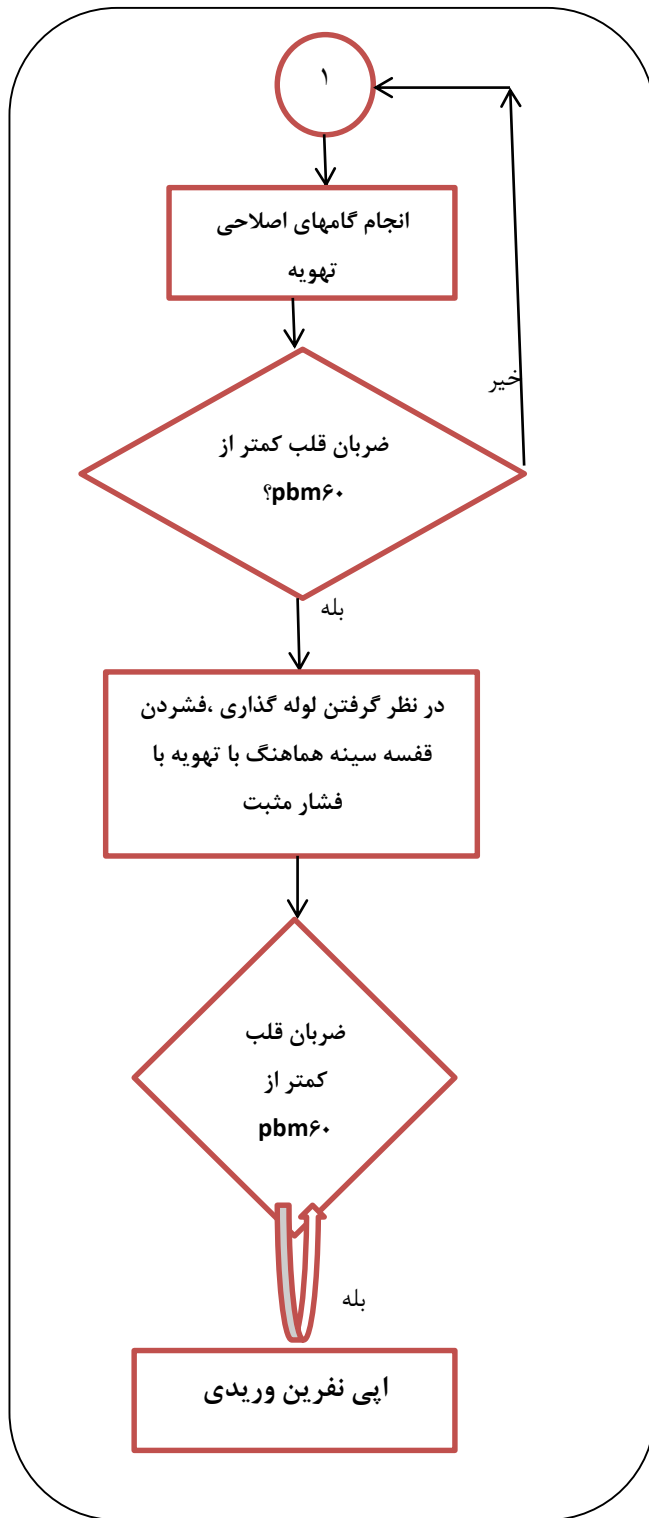 ۱
انجام گامهای اصلاحی
تهویه
خیر
ضربان قلب کمتر از
pbm۶۰؟
بله
در نظر گرفتن لوله گذاری ،فشردن
قفسه سینه هماهنگ با تهویه با
فشار مثبت
ضربان قلب
کمتر از
pbm۶۰
بله
اپی نفرین وریدی